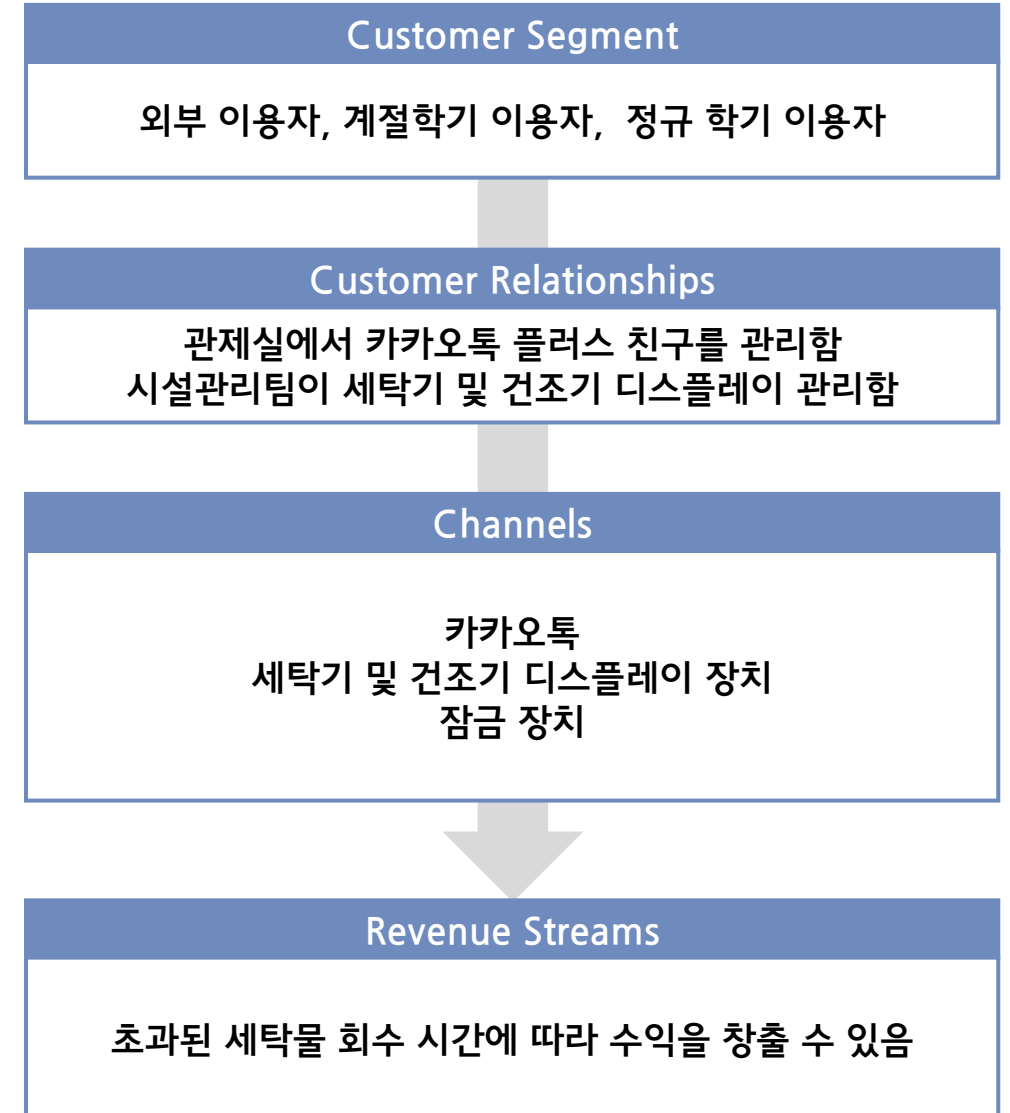 Customer Segment
외부 이용자, 계절학기 이용자, 정규 학기 이용자
Customer Relationships
관제실에서 카카오톡 플러스 친구를 관리함
시설관리팀이 세탁기 및 건조기 디스플레이 관리함
Channels
카카오톡
세탁기 및 건조기 디스플레이 장치
잠금 장치
Revenue Streams
초과된 세탁물 회수 시간에 따라 수익을 창출 수 있음